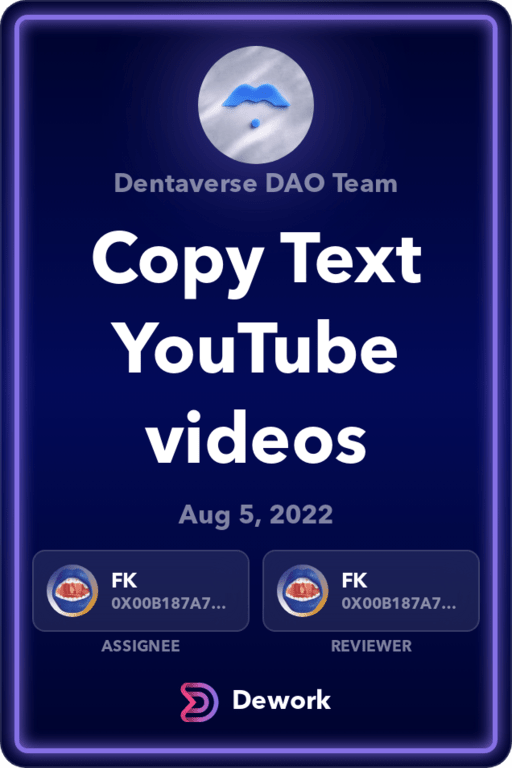 Dentaverse DAO Team
Copy Text
YouTube
videos
Aug 5, 2022
FK
0X00B187A7...
ASSIGNEE
FK
0X00B187A7...
REVIEWER
Dework